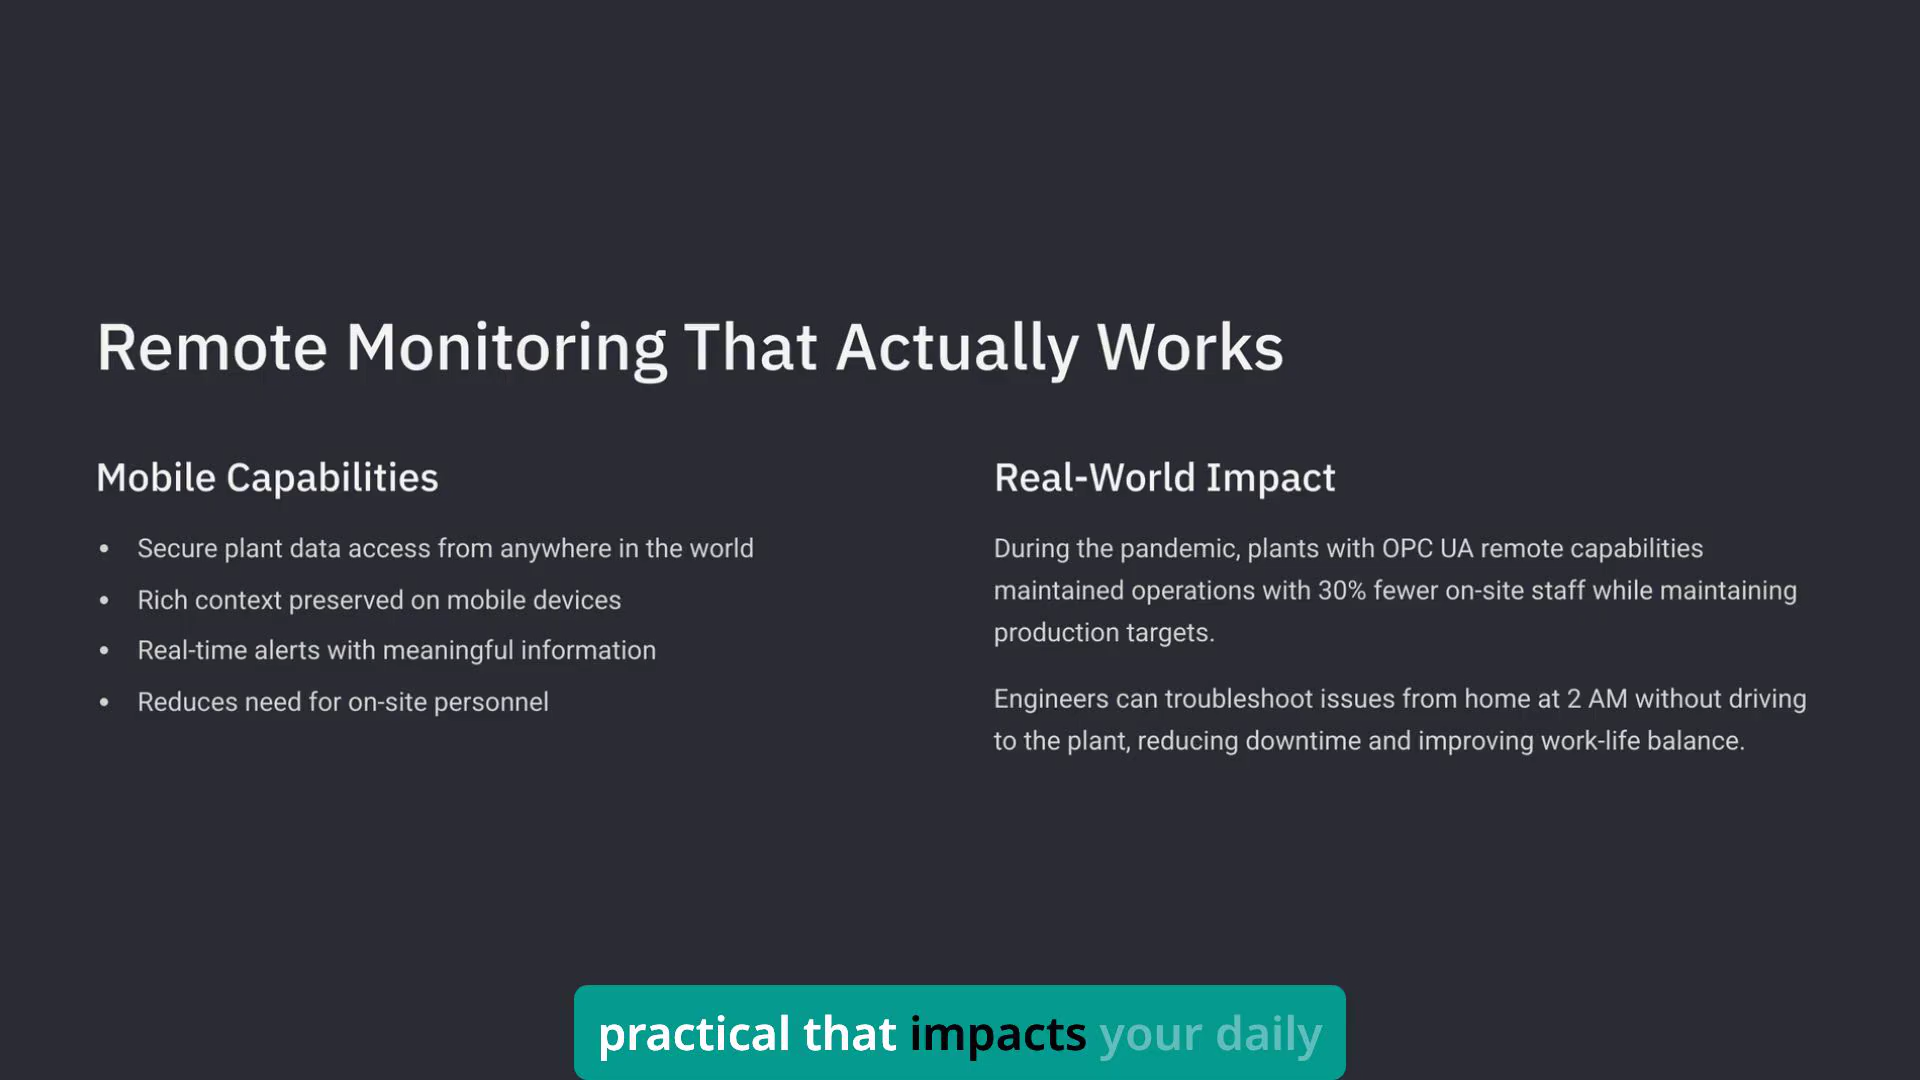 Remote Monitoring That Actually Works
Mobile Capabilities
• Secure plant data access from anywhere in the world
• Rich context preserved on mobile devices
• Real-time alerts with meaningful information
• Reduces need for on-site personnel
Real-World Impact
During the pandemic, plants with OPC UA remote capabilities
maintained operations with 30% fewer on-site staff while maintaining
production targets.
Engineers can troubleshoot issues from home at 2 AM without driving
to the plant, reducing downtime and improving work-life balance.
practical that impacts your daily